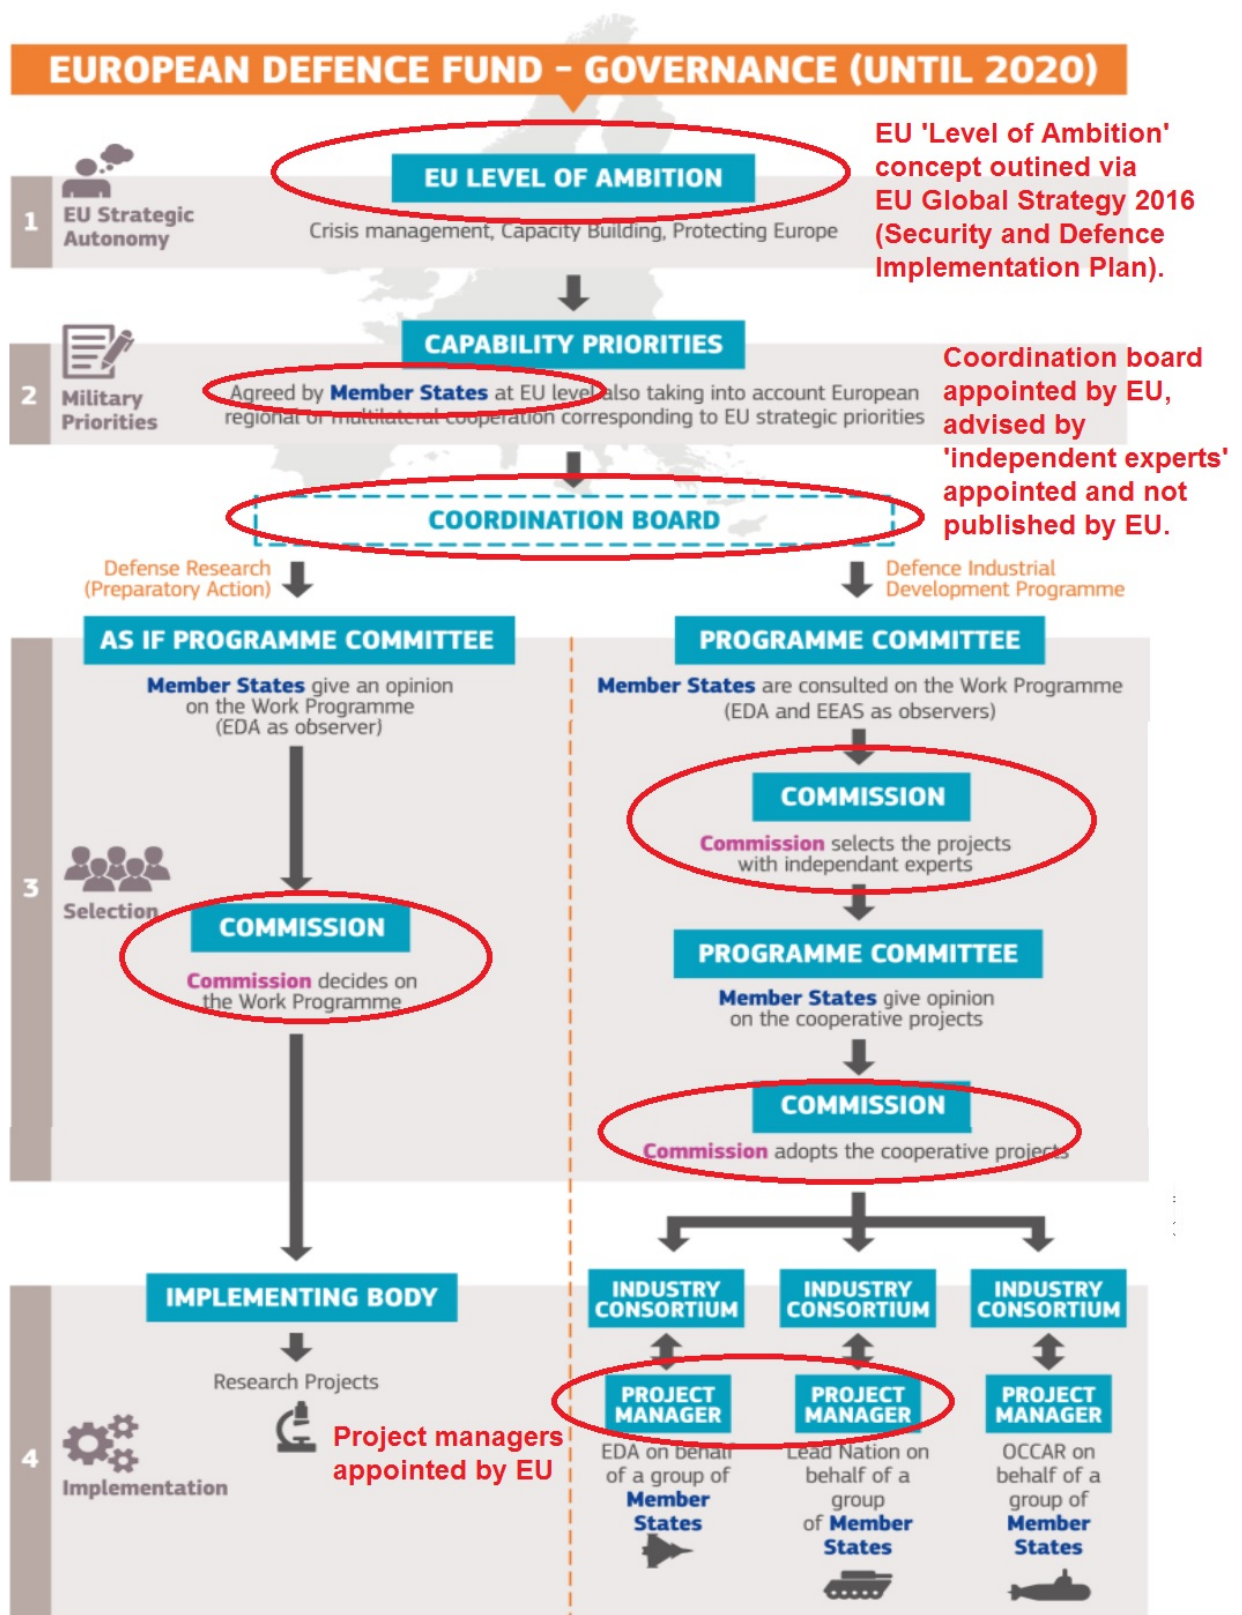 EUROPEAN DEFENCE FUND – GOVERNANCE (UNTIL 2020)
EU LEVEL OF AMBITION
EU 'Level of Ambition'
concept outined via
EU Global Strategy 2016
(Security and Defence
Implementation Plan).
1
EU Strategic
Autonomy
Crisis management, Capacity Building, Protecting Europe
CAPABILITY PRIORITIES
2
Military
Priorities
Agreed by Member States at EU level also taking into account European
regional or multilateral cooperation corresponding to EU strategic priorities
Coordination board
appointed by EU,
advised by
'independent experts'
appointed and not
published by EU.
COORDINATION BOARD
Defense Research
(Preparatory Action)
Defence Industrial
Development Programme
3
Selection
AS IF PROGRAMME COMMITTEE
Member States give an opinion
on the Work Programme
(EDA as observer)
COMMISSION
Commission decides on
the Work Programme
PROGRAMME COMMITTEE
Member States are consulted on the Work Programme
(EDA and EEAS as observers)
COMMISSION
Commission selects the projects
with independant experts
PROGRAMME COMMITTEE
Member States give opinion
on the cooperative projects
COMMISSION
Commission adopts the cooperative projects
4
Implementation
IMPLEMENTING BODY
Research Projects
Project managers
appointed by EU
INDUSTRY
CONSORTIUM
PROJECT
MANAGER
EDA on behalf
of a group of
Member
States
INDUSTRY
CONSORTIUM
PROJECT
MANAGER
Lead Nation on
behalf of a
group
of Member
States
INDUSTRY
CONSORTIUM
PROJECT
MANAGER
OCCAR on
behalf of a
group of
Member
States